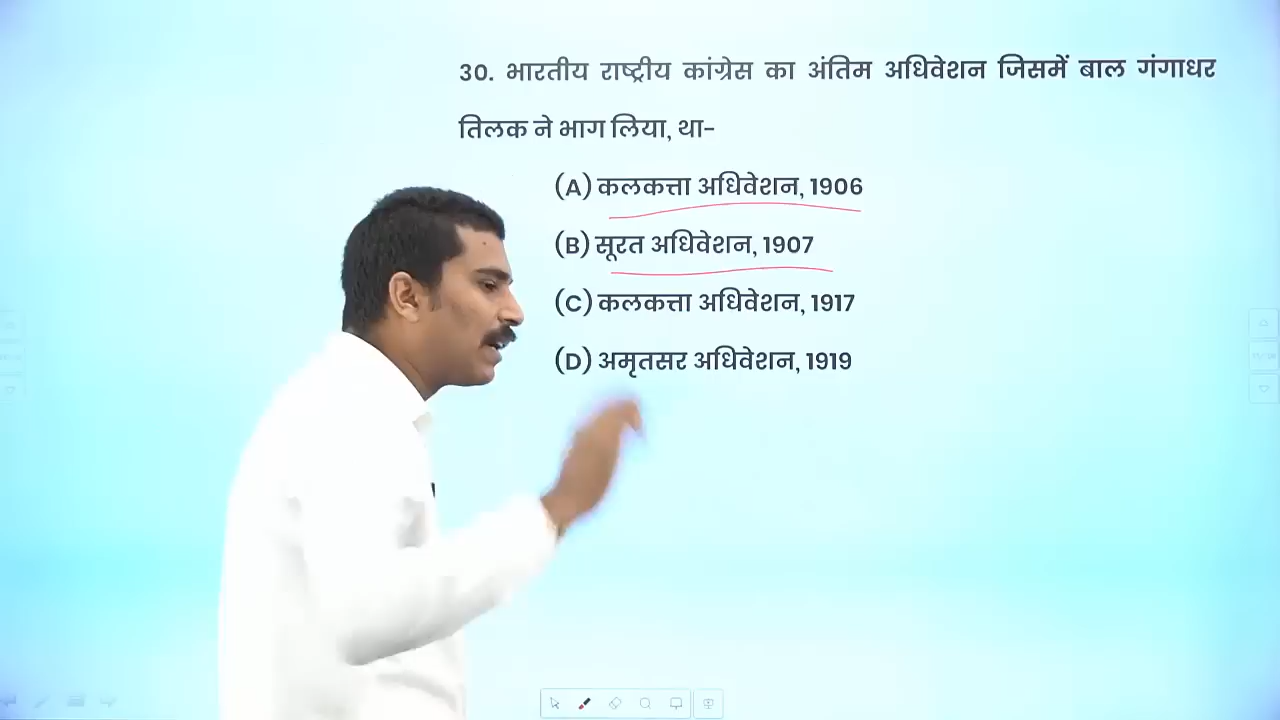 30. भारतीय राष्ट्रीय कांग्रेस का अंतिम अधिवेशन जिसमें बाल गंगाधर
तिलक ने भाग लिया, था-
(A) कलकत्ता अधिवेशन, 1906
(B) सूरत अधिवेशन, 1907
(C) कलकत्ता अधिवेशन, 1917
(D) अमृतसर अधिवेशन, 1919